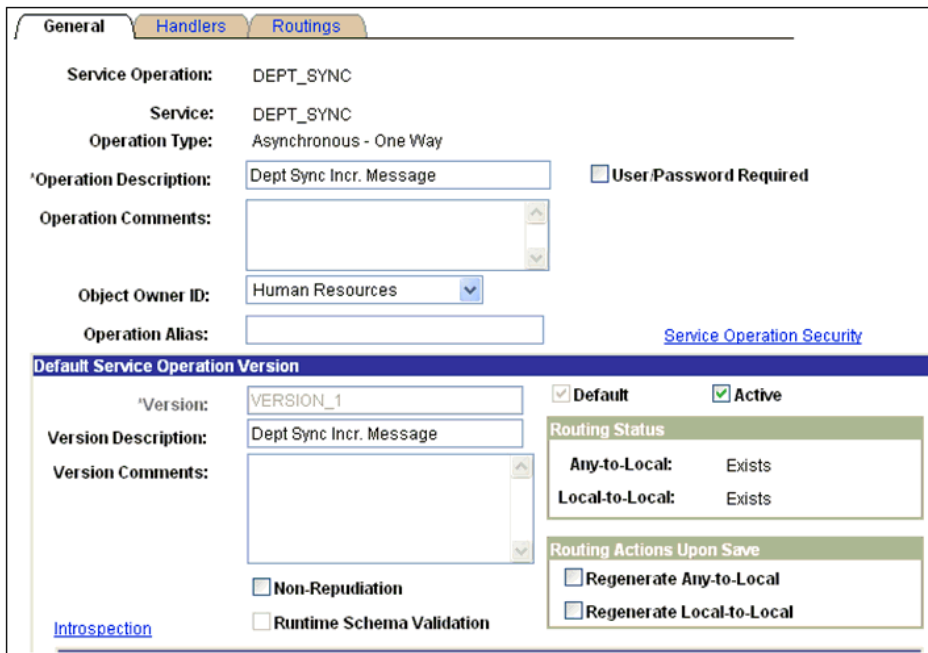 General Handlers Routings
Service Operation: DEPT_SYNC
Service: DEPT_SYNC
Operation Type: Asynchronous - One Way
*Operation Description: Dept Sync Incr. Message User/Password Required
Operation Comments:
Object Owner ID: Human Resources
Operation Alias: Service Operation Security
Default Service Operation Version
*Version: VERSION_1 Default Active
Version Description: Dept Sync Incr. Message Routing Status
Version Comments: Any-to-Local: Exists
Local-to-Local: Exists
Routing Actions Upon Save
Non-Repudiation Regenerate Any-to-Local
Runtime Schema Validation Regenerate Local-to-Local
Introspection